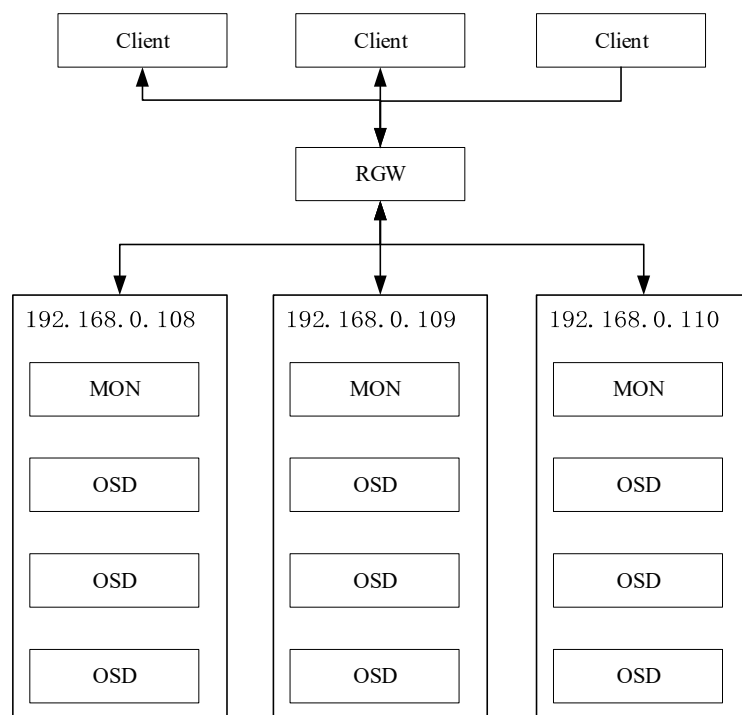 Client Client Client
RGW
192.168.0.108 192.168.0.109 192.168.0.110
MON MON MON
OSD OSD OSD
OSD OSD OSD
OSD OSD OSD